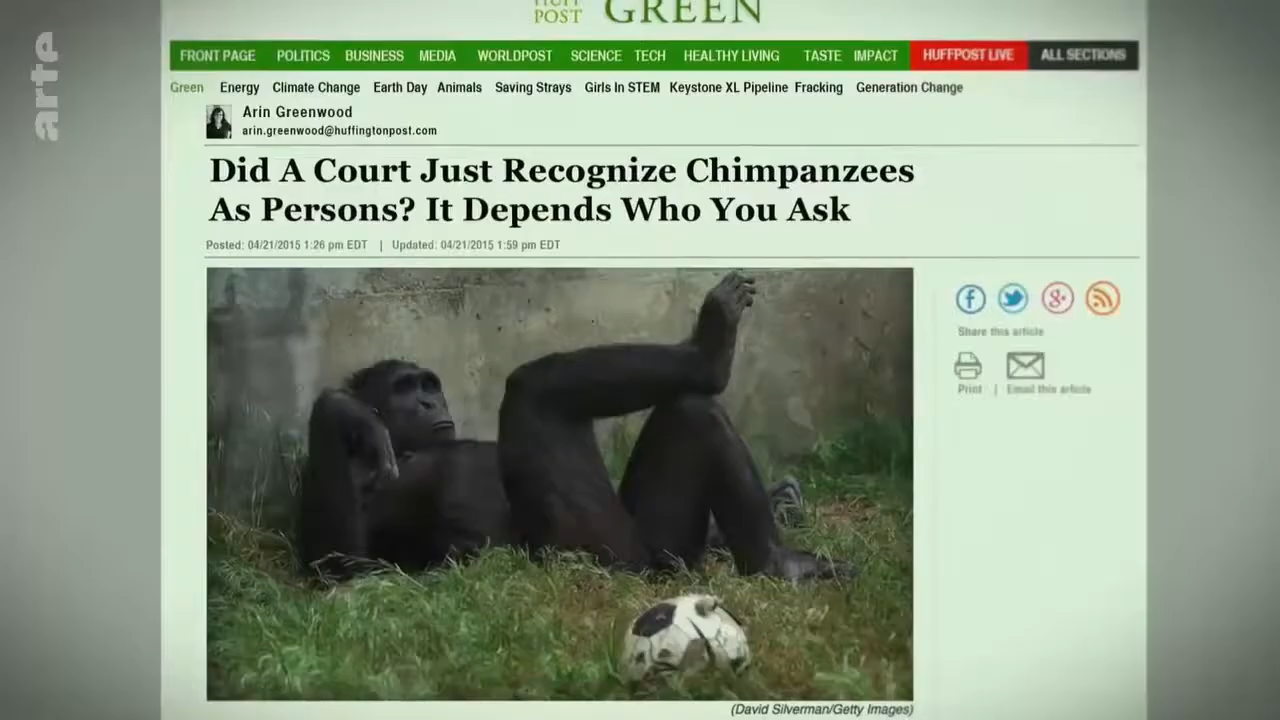 arte
POST GREEN
FRONT PAGE POLITICS BUSINESS MEDIA WORLDPOST SCIENCE TECH HEALTHY LIVING TASTE IMPACT HUFFPOST LIVE ALL SECTIONS
Green Energy Climate Change Earth Day Animals Saving Strays Girls In STEM Keystone XL Pipeline Fracking Generation Change
Arin Greenwood
arin.greenwood@huffingtonpost.com
Did A Court Just Recognize Chimpanzees
As Persons? It Depends Who You Ask
Posted: 04/21/2015 1:26 pm EDT | Updated: 04/21/2015 1:59 pm EDT
Share this article
Print | Email this article
(David Silverman/Getty Images)